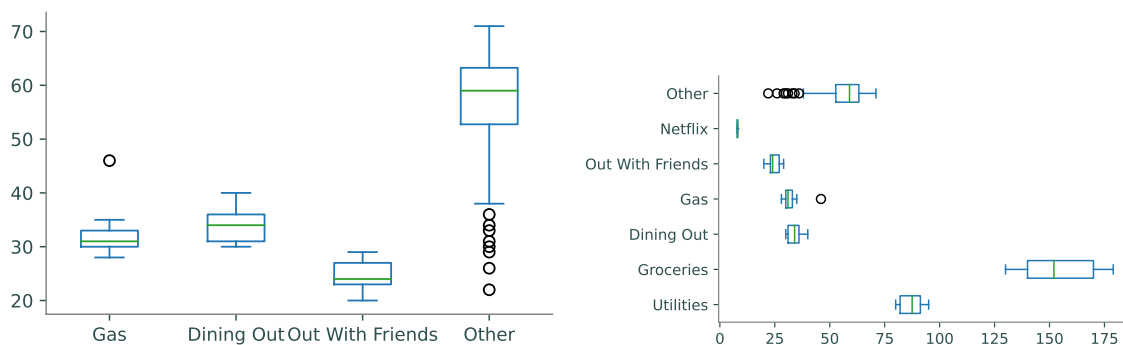 70
60
50
40
30
20
Gas Dining Out Out With Friends Other
Other
Netflix
Out With Friends
Gas
Dining Out
Groceries
Utilities
0 25 50 75 100 125 150 175